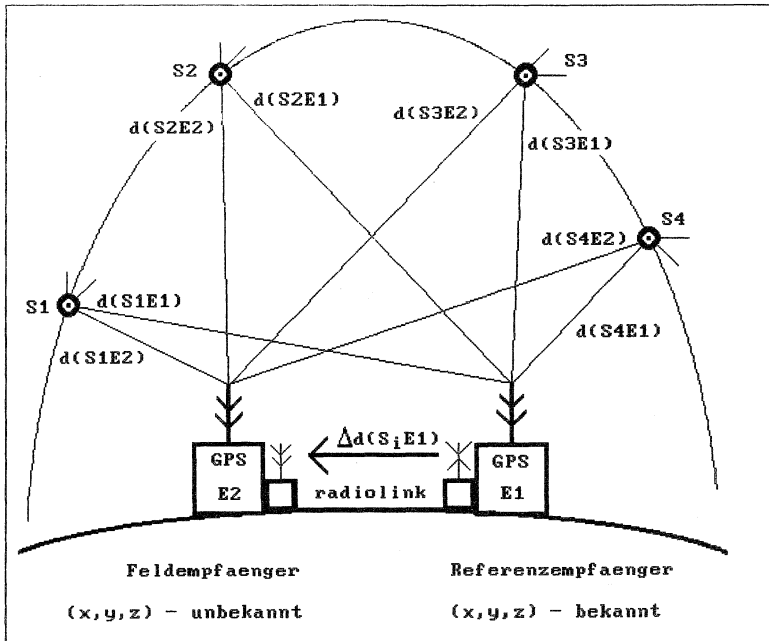 S2
S3
d(S2E1)
d(S3E2)
d(S2E2)
d(S3E1)
S4
d(S4E2)
S1
d(S1E1)
d(S4E1)
d(S1E2)
Δd(SiE1)
GPS
E2
radiolink
GPS
E1
Feldempfaenger
Referenzempfaenger
(x,y,z) - unbekannt
(x,y,z) - bekannt